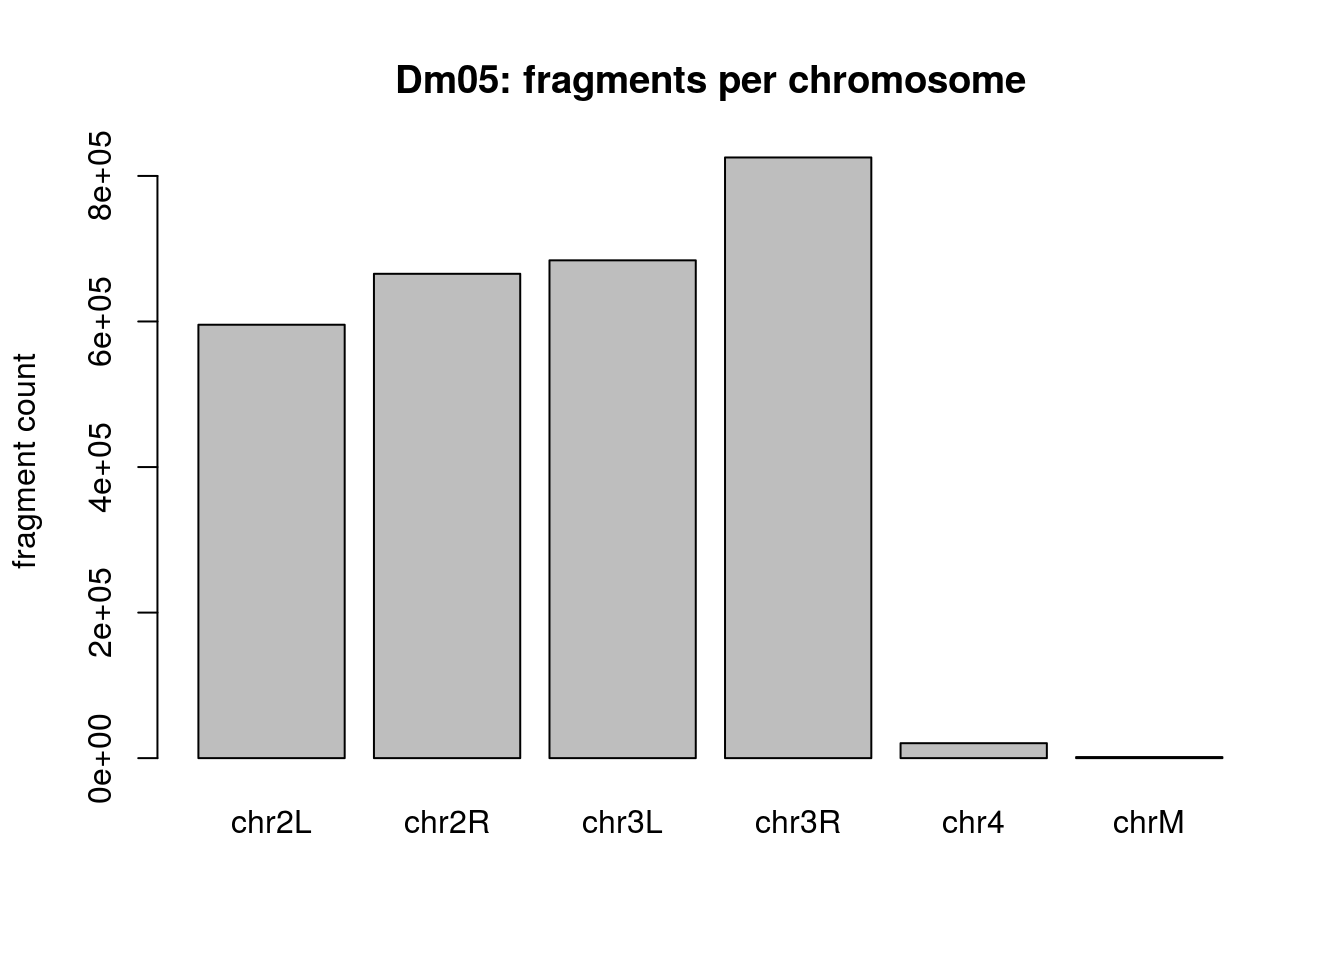 Dm05: fragments per chromosome
fragment count
8e+05
6e+05
4e+05
2e+05
0e+00
chr2L chr2R chr3L chr3R chr4 chrM